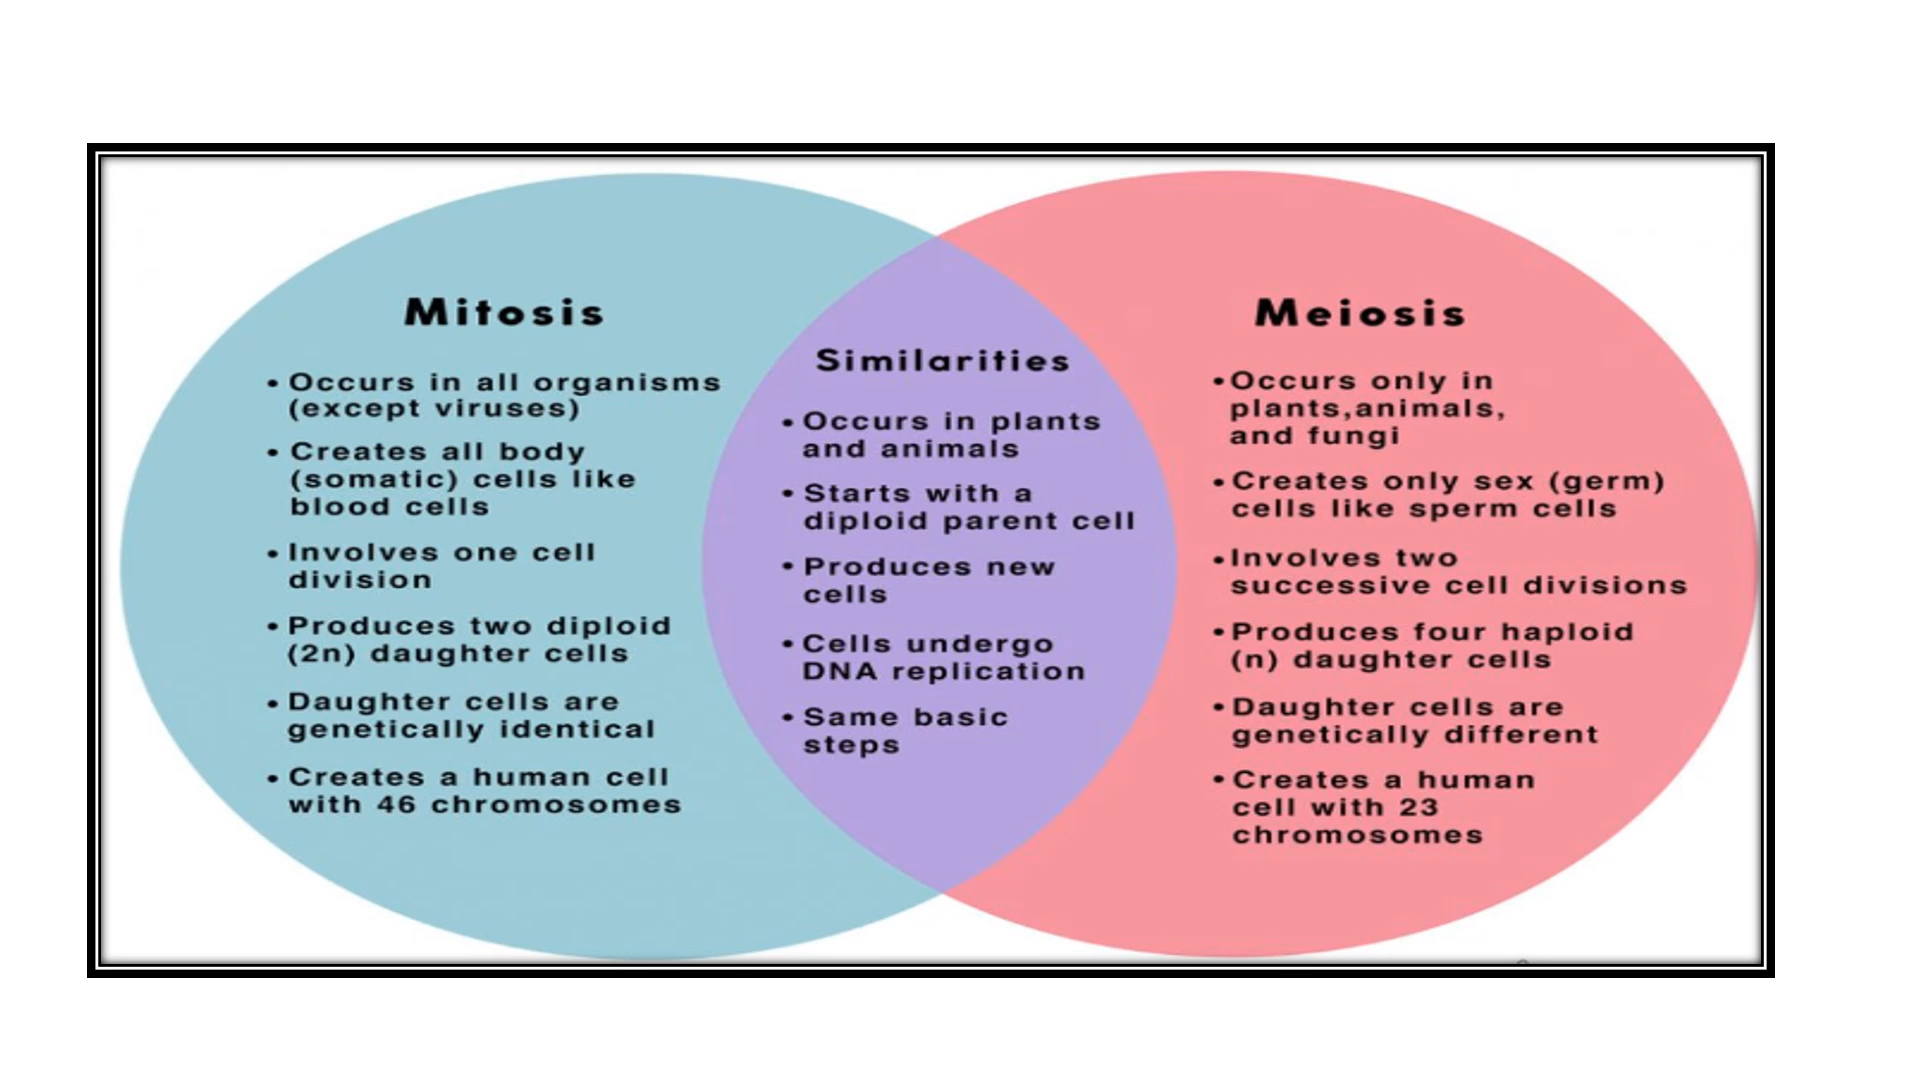 Mitosis
• Occurs in all organisms
(except viruses)
• Creates all body
(somatic) cells like
blood cells
• Involves one cell
division
• Produces two diploid
(2n) daughter cells
• Daughter cells are
genetically identical
• Creates a human cell
with 46 chromosomes
Similarities
• Occurs in plants
and animals
• Starts with a
diploid parent cell
• Produces new
cells
• Cells undergo
DNA replication
• Same basic
steps
Meiosis
•Occurs only in
plants,animals,
and fungi
•Creates only sex (germ)
cells like sperm cells
•Involves two
successive cell divisions
•Produces four haploid
(n) daughter cells
•Daughter cells are
genetically different
•Creates a human
cell with 23
chromosomes